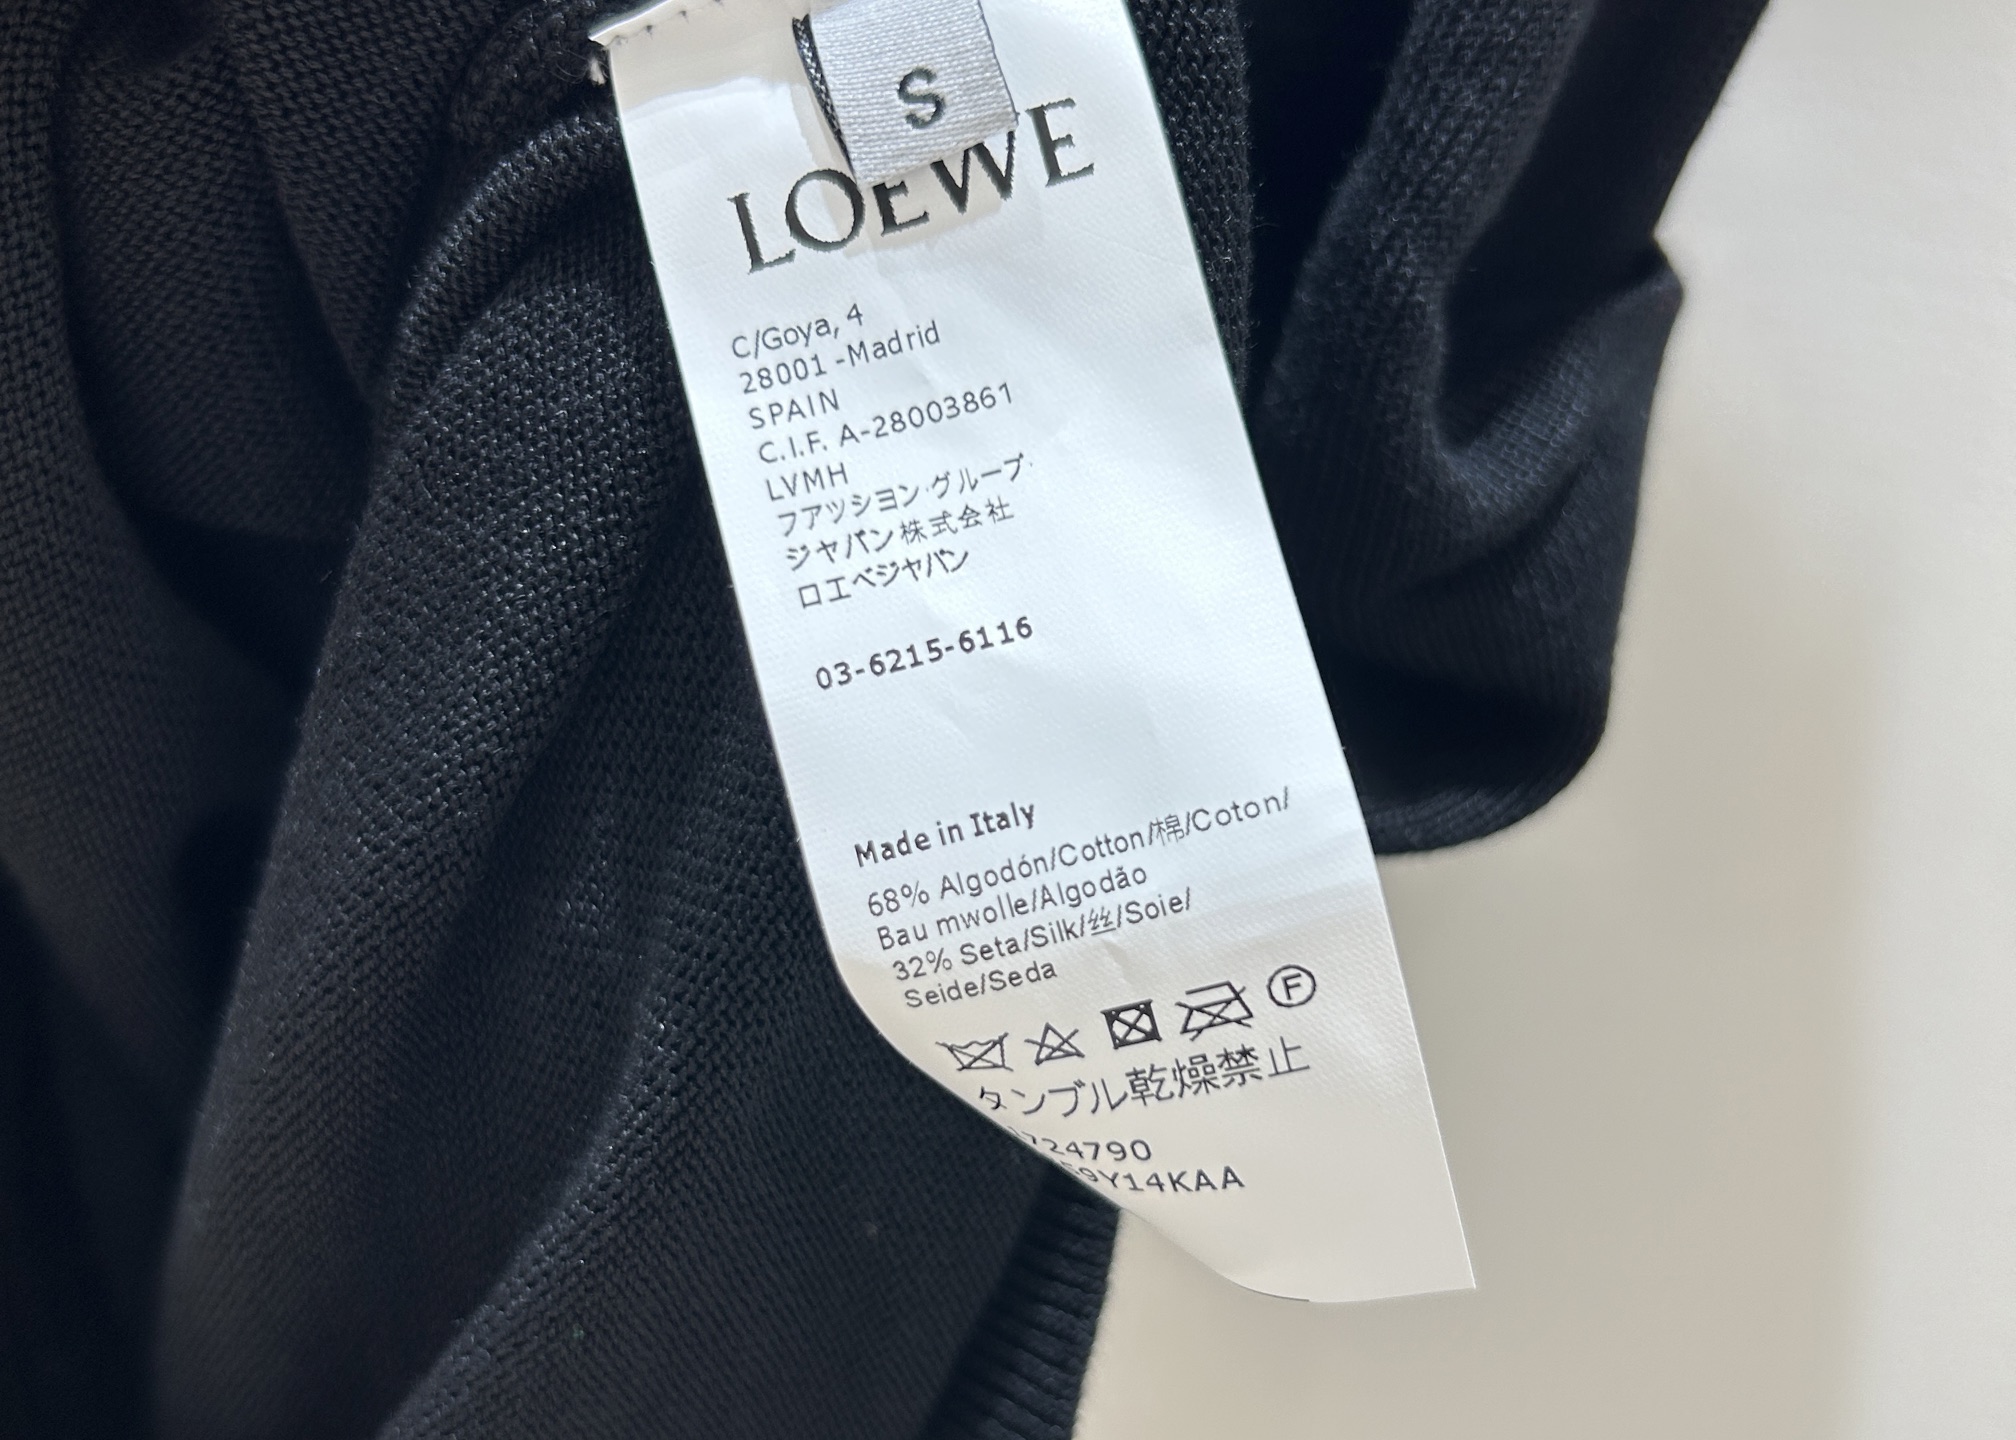 S
LOEWE
C/Goya, 4
28001 -Madrid
SPAIN
C.I.F. A-28003861
LVMH
フアッション・グループ・
ジャパン株式会社
ロエベジャパン
03-6215-6116
Made in Italy
68% Algodón/Cotton/棉/Coton/
Bau mwolle/Algodão
32% Seta/Silk/丝/Soie/
Seide/Seda
F
タンブル乾燥禁止
24790
9Y14KAA